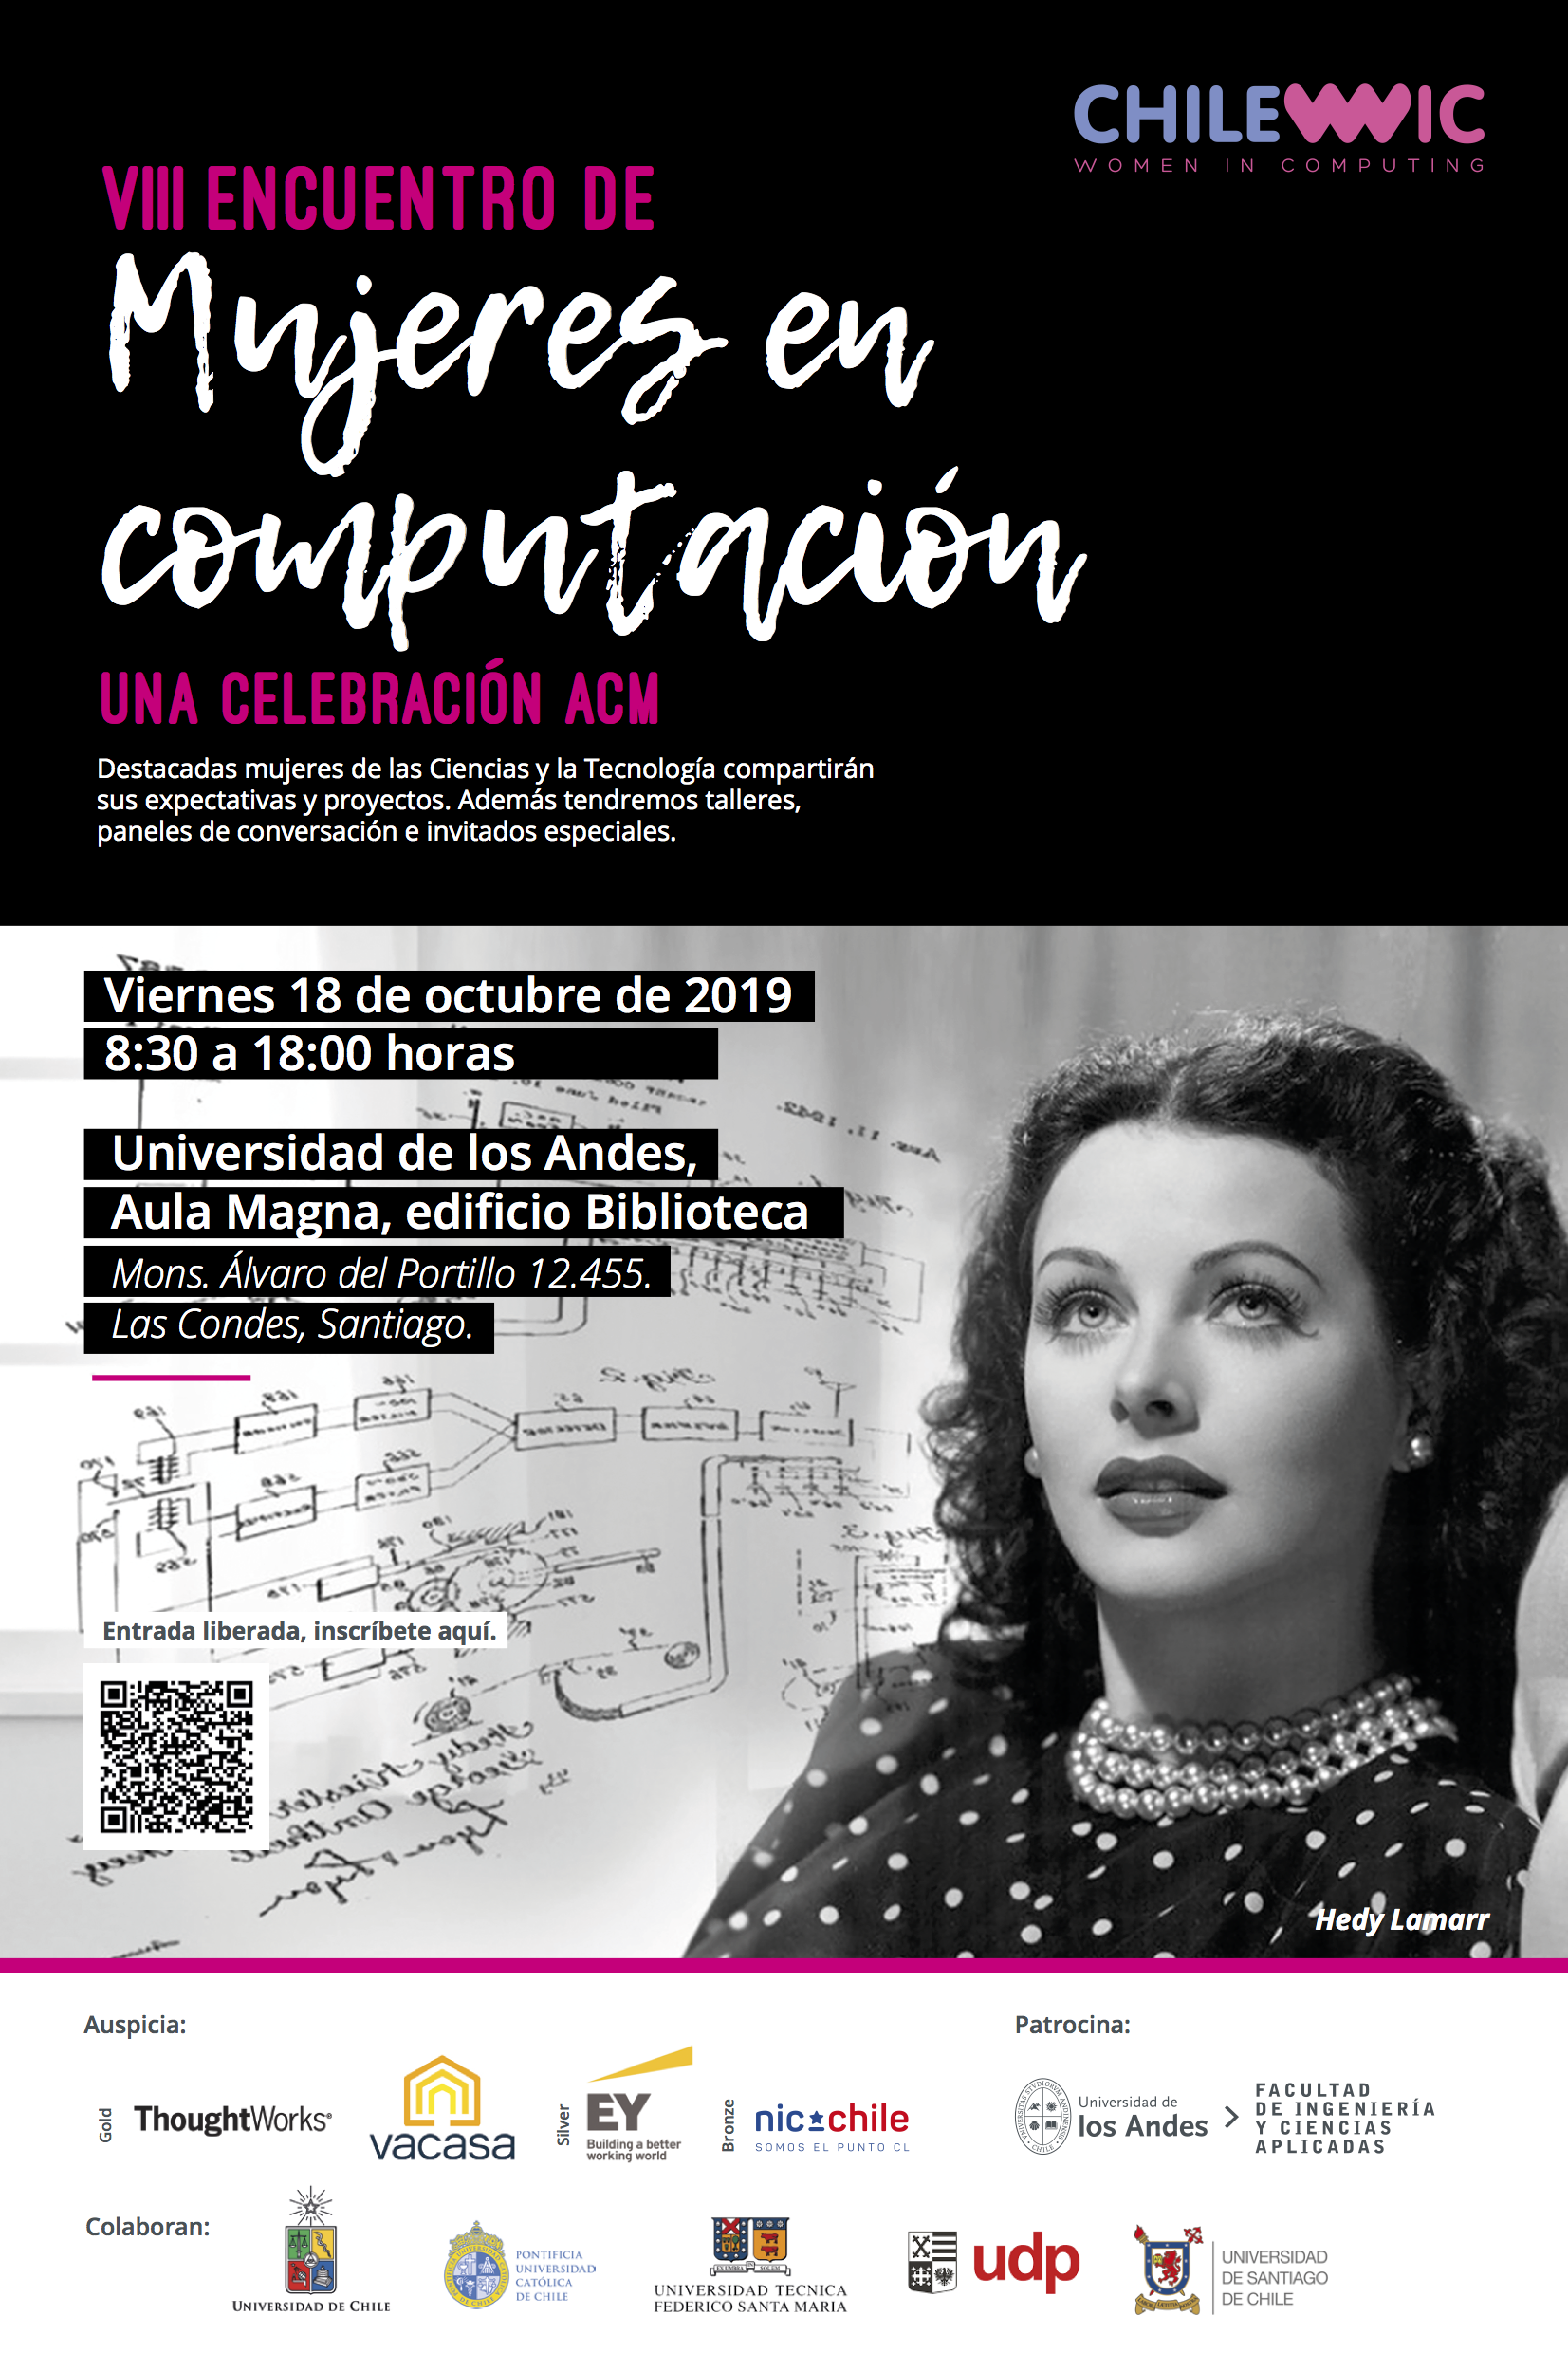 CHILEWIC
WOMEN IN COMPUTING
VIII ENCUENTRO DE
Mujeres en
computación
UNA CELEBRACIÓN ACM
Destacadas mujeres de las Ciencias y la Tecnología compartirán
sus expectativas y proyectos. Además tendremos talleres,
paneles de conversación e invitados especiales.
Viernes 18 de octubre de 2019
8:30 a 18:00 horas
Universidad de los Andes,
Aula Magna, edificio Biblioteca
Mons. Álvaro del Portillo 12.455.
Las Condes, Santiago.
Entrada liberada, inscríbete aquí.
Hedy Lamarr
Auspicia:
Gold
ThoughtWorks®
vacasa
Silver
EY
Building a better
working world
Bronze
nic chile
SOMOS EL PUNTO CL
Patrocina:
Universidad de
los Andes
FACULTAD
DE INGENIERÍA
Y CIENCIAS
APLICADAS
Colaboran:
UNIVERSIDAD DE CHILE
PONTIFICIA
UNIVERSIDAD
CATÓLICA
DE CHILE
UNIVERSIDAD TECNICA
FEDERICO SANTA MARIA
udp
UNIVERSIDAD
DE SANTIAGO
DE CHILE